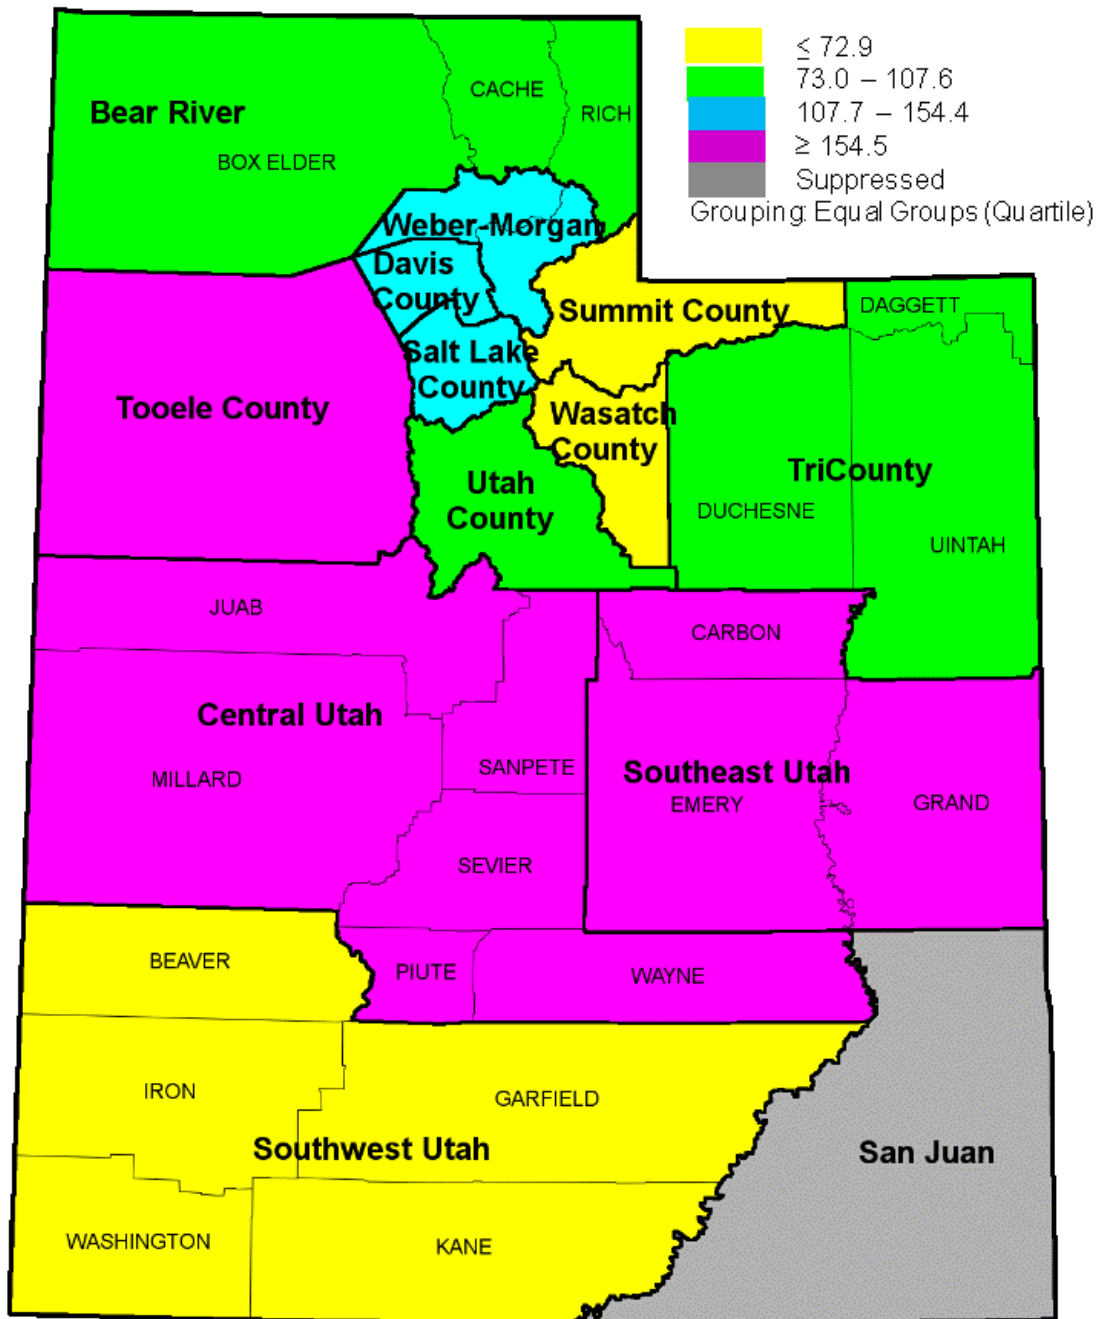 ≤ 72.9
73.0 – 107.6
107.7 – 154.4
≥ 154.5
Suppressed
Grouping: Equal Groups (Quartile)
CACHE
Bear River
RICH
BOX ELDER
Weber-Morgan
Davis
County
Summit County
DAGGETT
Salt Lake
County
Tooele County
Wasatch
County
TriCounty
Utah
County
DUCHESNE
UINTAH
JUAB
CARBON
Central Utah
SANPETE
Southeast Utah
MILLARD
EMERY
GRAND
SEVIER
BEAVER
PIUTE
WAYNE
IRON
GARFIELD
Southwest Utah
San Juan
WASHINGTON
KANE